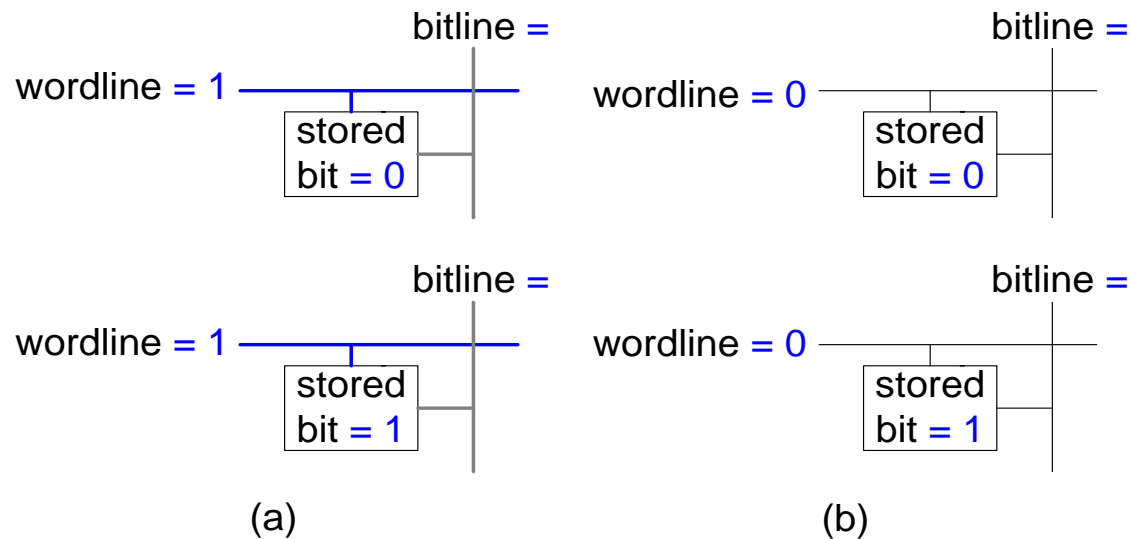 bitline =
wordline = 1
stored
bit = 0
bitline =
wordline = 1
stored
bit = 1
(a)
bitline =
wordline = 0
stored
bit = 0
bitline =
wordline = 0
stored
bit = 1
(b)